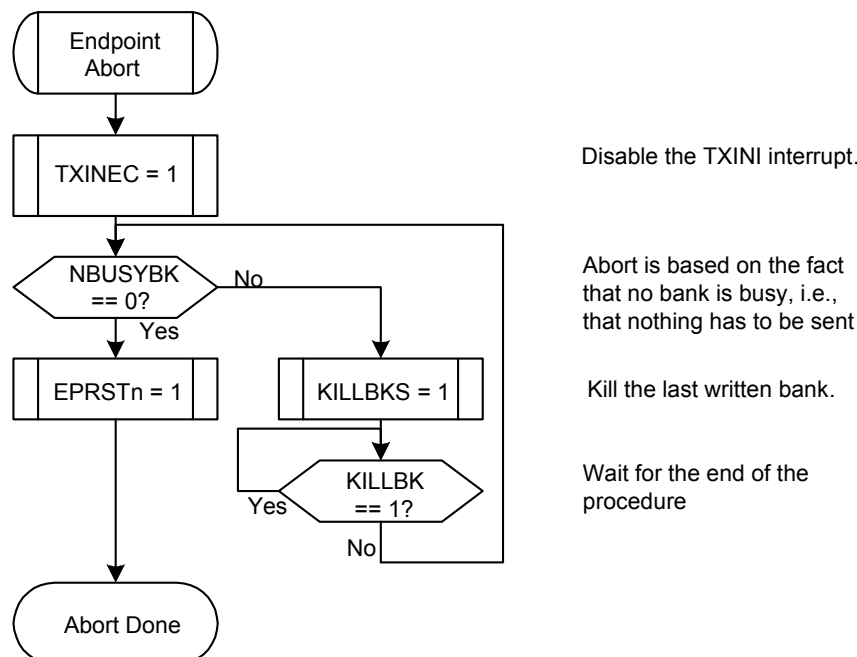 Endpoint
Abort
TXINEC = 1
Disable the TXINI interrupt.
NBUSYBK
== 0?
No
Yes
Abort is based on the fact
that no bank is busy, i.e.,
that nothing has to be sent
EPRSTn = 1
KILLBKS = 1
Kill the last written bank.
KILLBK
== 1?
Yes
No
Wait for the end of the
procedure
Abort Done